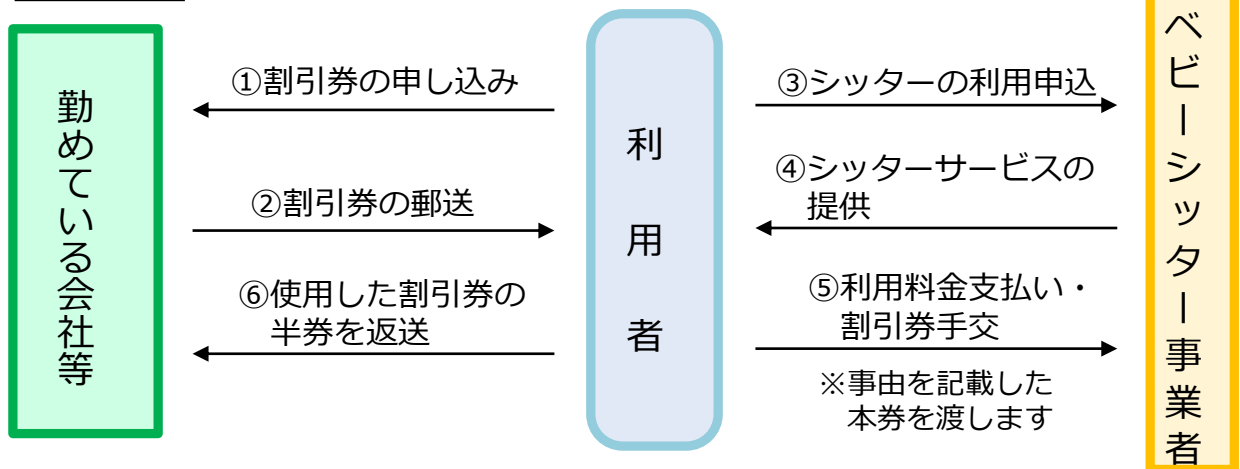 勤めている会社等
①割引券の申し込み
②割引券の郵送
⑥使用した割引券の
半券を返送
利用者
③シッターの利用申込
④シッターサービスの
提供
⑤利用料金支払い・
割引券手交
※事由を記載した
本券を渡します
ベビーシッター事業者